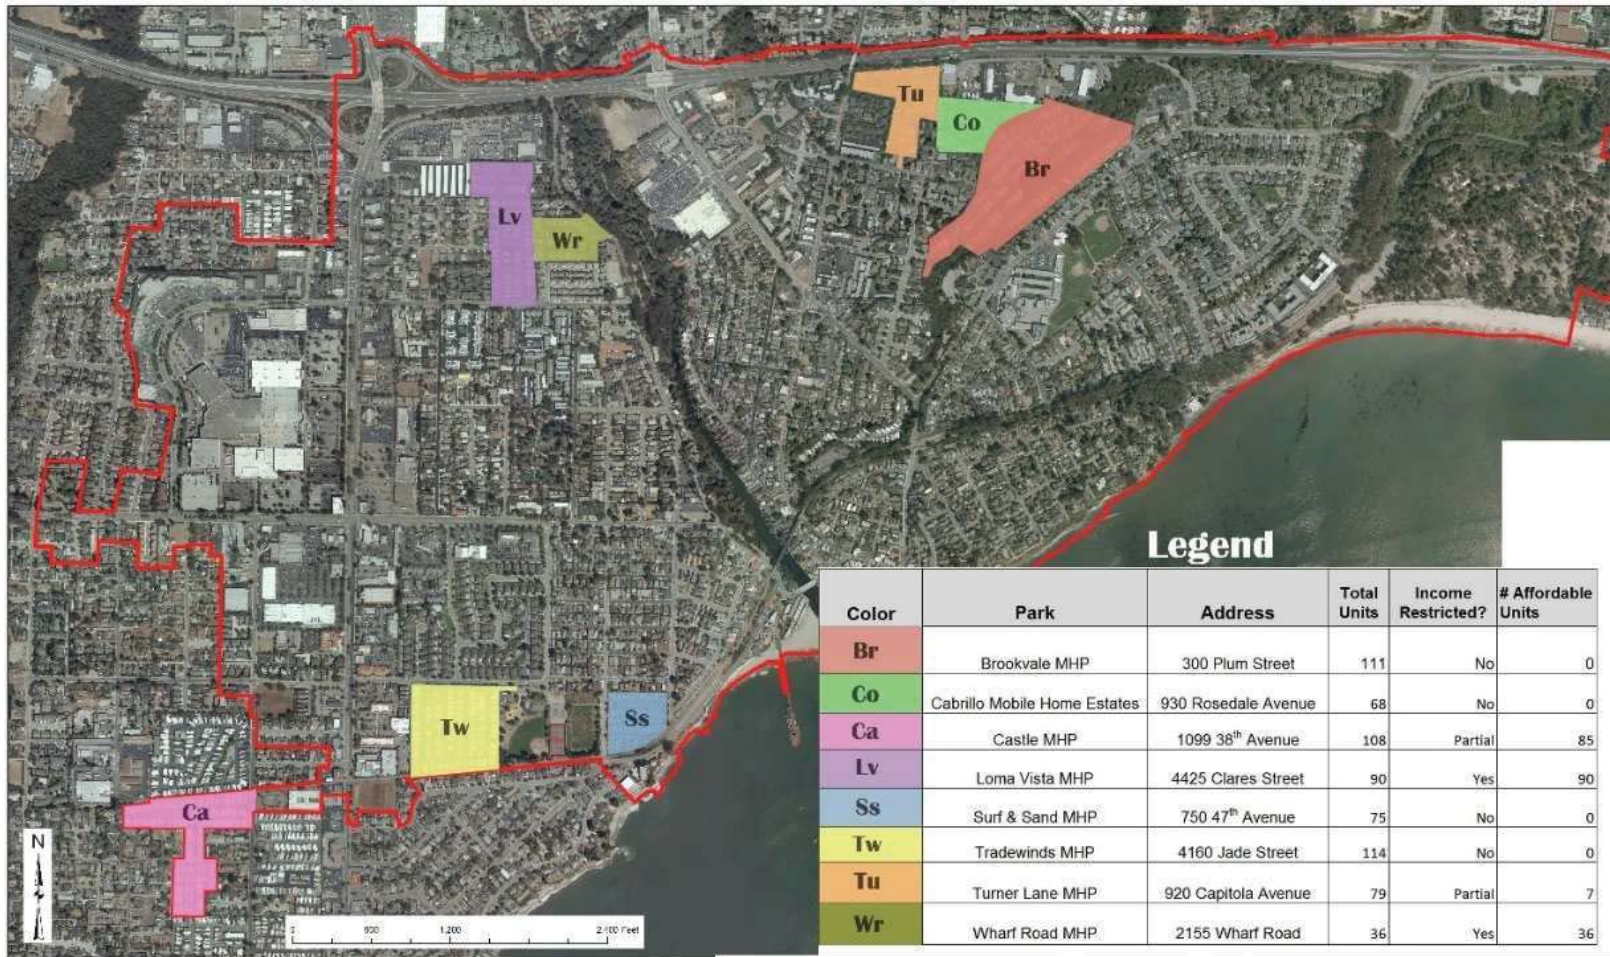 Tu
Co
Br
Lv
Wr
Tw
Ss
Ca
N
0 600 1,200 2,400 Feet
Legend
Color Park Address Total Units Income Restricted? # Affordable Units
Br Brookvale MHP 300 Plum Street 111 No 0
Co Cabrillo Mobile Home Estates 930 Rosedale Avenue 68 No 0
Ca Castle MHP 1099 38th Avenue 108 Partial 85
Lv Loma Vista MHP 4425 Clares Street 90 Yes 90
Ss Surf & Sand MHP 750 47th Avenue 75 No 0
Tw Tradewinds MHP 4160 Jade Street 114 No 0
Tu Turner Lane MHP 920 Capitola Avenue 79 Partial 7
Wr Wharf Road MHP 2155 Wharf Road 36 Yes 36